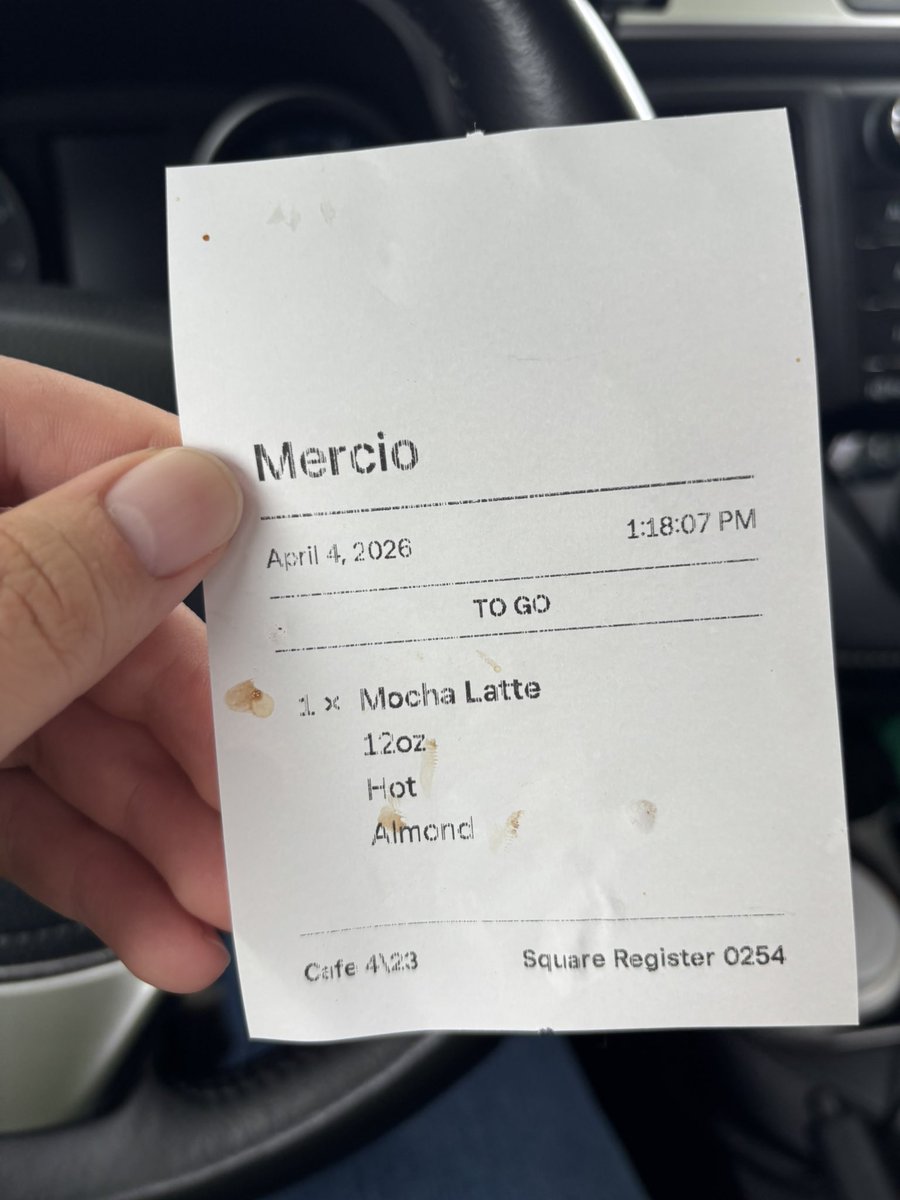 Mercio
April 4, 2026 1:18:07 PM
TO GO
1 × Mocha Latte
12oz
Hot
Almond
Cafe 4\23 Square Register 0254